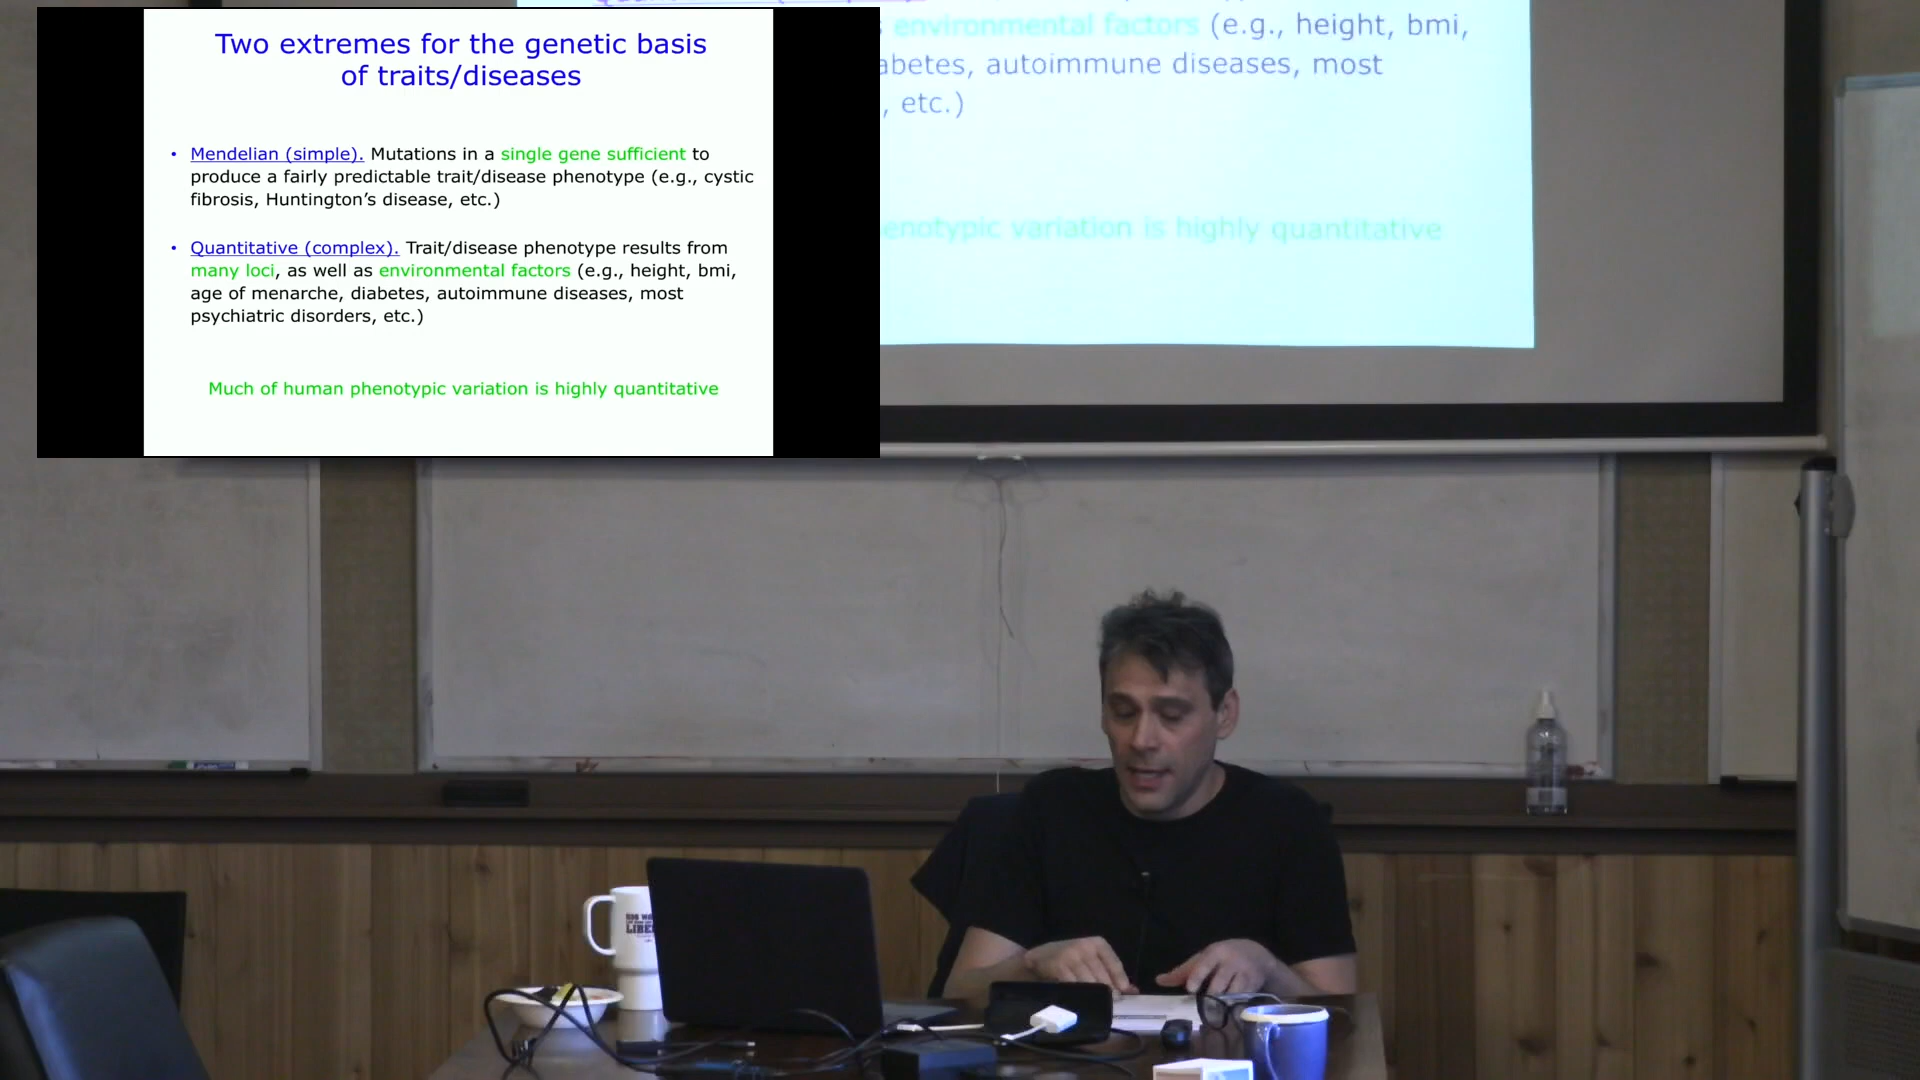 Two extremes for the genetic basis
of traits/diseases
• Mendelian (simple). Mutations in a single gene sufficient to
produce a fairly predictable trait/disease phenotype (e.g., cystic
fibrosis, Huntington’s disease, etc.)
• Quantitative (complex). Trait/disease phenotype results from
many loci, as well as environmental factors (e.g., height, bmi,
age of menarche, diabetes, autoimmune diseases, most
psychiatric disorders, etc.)
Much of human phenotypic variation is highly quantitative
environmental factors (e.g., height, bmi,
abetes, autoimmune diseases, most
, etc.)
enotypic variation is highly quantitative